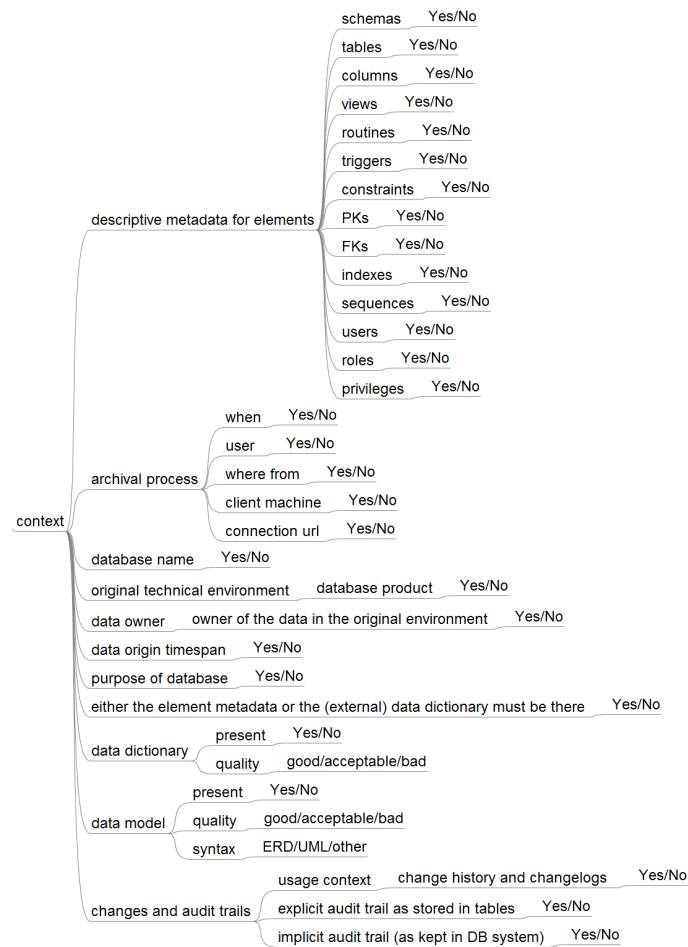 schemas Yes/No
tables Yes/No
columns Yes/No
views Yes/No
routines Yes/No
triggers Yes/No
constraints Yes/No
descriptive metadata for elements PKs Yes/No
FKs Yes/No
indexes Yes/No
sequences Yes/No
users Yes/No
roles Yes/No
privileges Yes/No
when Yes/No
user Yes/No
archival process where from Yes/No
client machine Yes/No
connection url Yes/No
context
database name Yes/No
original technical environment database product Yes/No
data owner owner of the data in the original environment Yes/No
data origin timespan Yes/No
purpose of database Yes/No
either the element metadata or the (external) data dictionary must be there Yes/No
data dictionary present Yes/No
quality good/acceptable/bad
present Yes/No
data model quality good/acceptable/bad
syntax ERD/UML/other
usage context change history and changelogs Yes/No
changes and audit trails explicit audit trail as stored in tables Yes/No
implicit audit trail (as kept in DB system) Yes/No